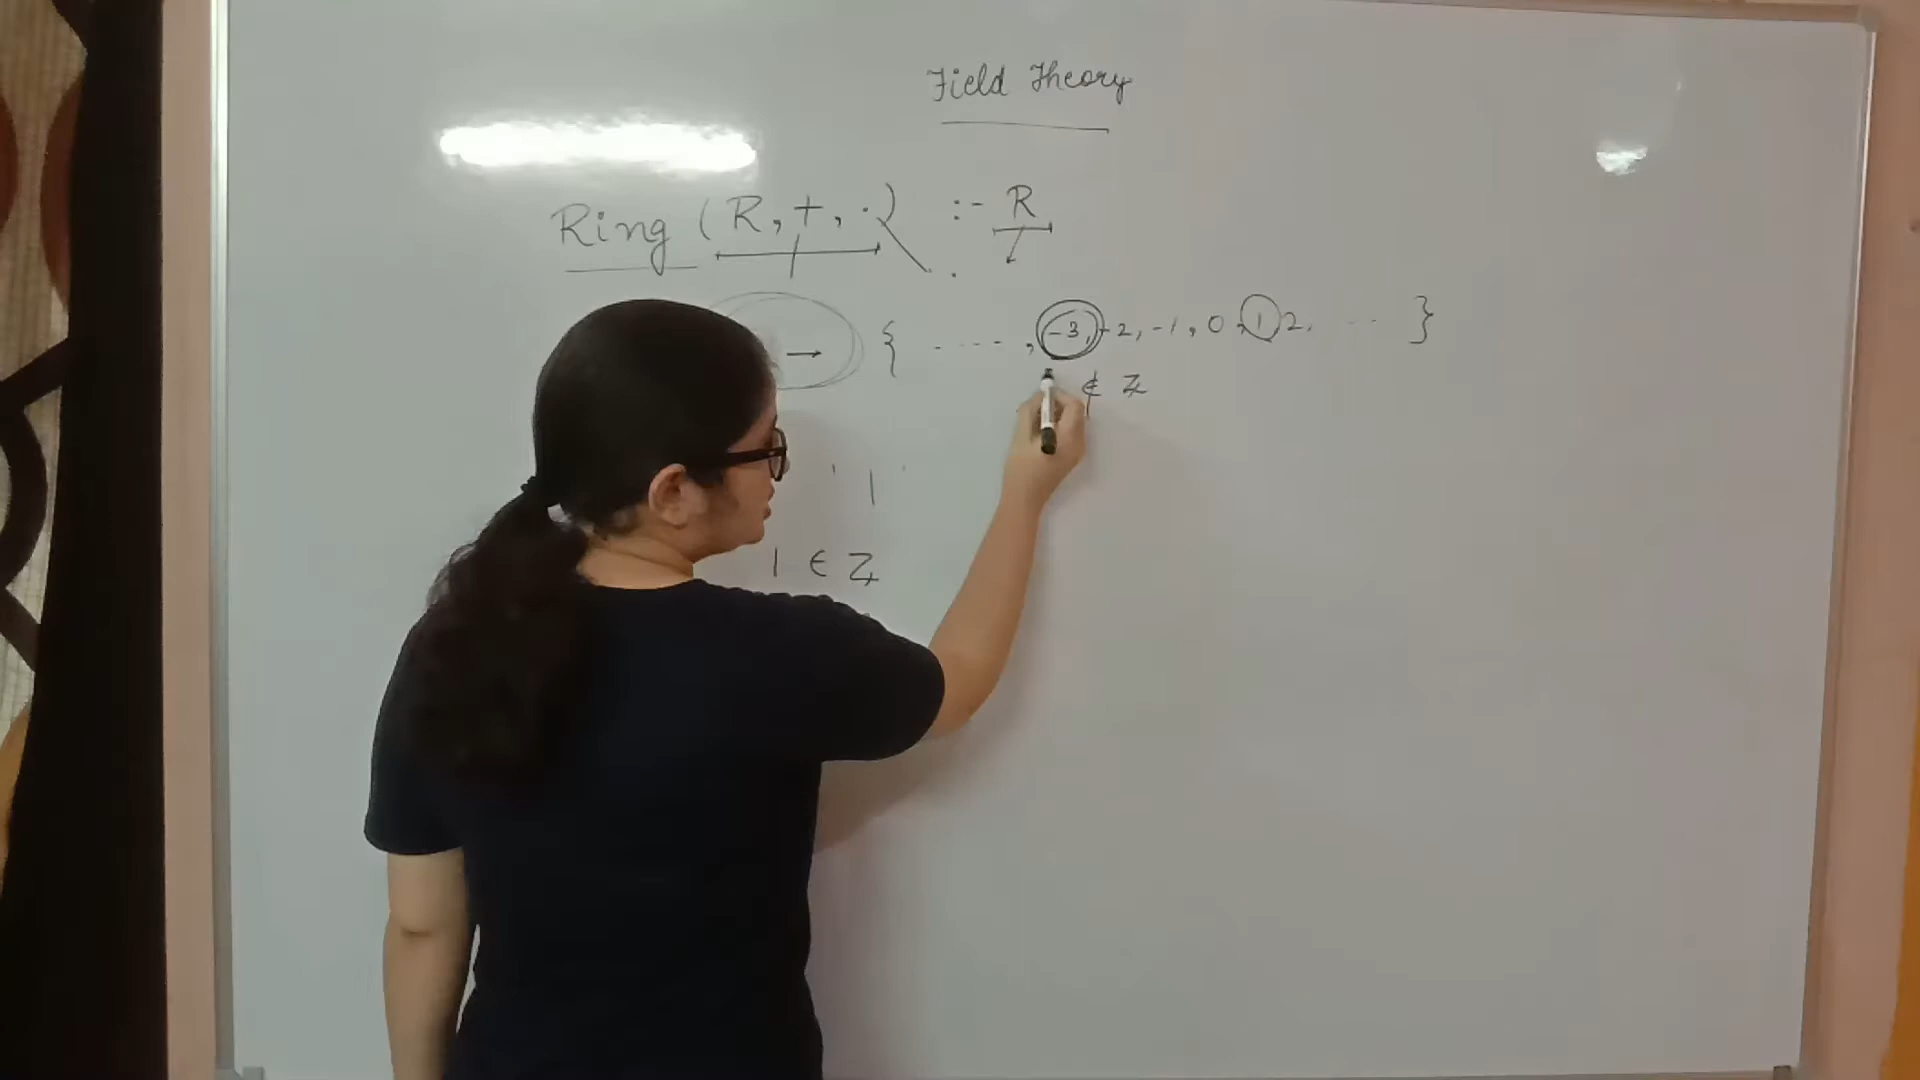 Field Theory
Ring (R, +, ·) :- R
→ { ----, -3, -2, -1, 0, 1, 2, --- }
∉ Z
1 ∈ Z